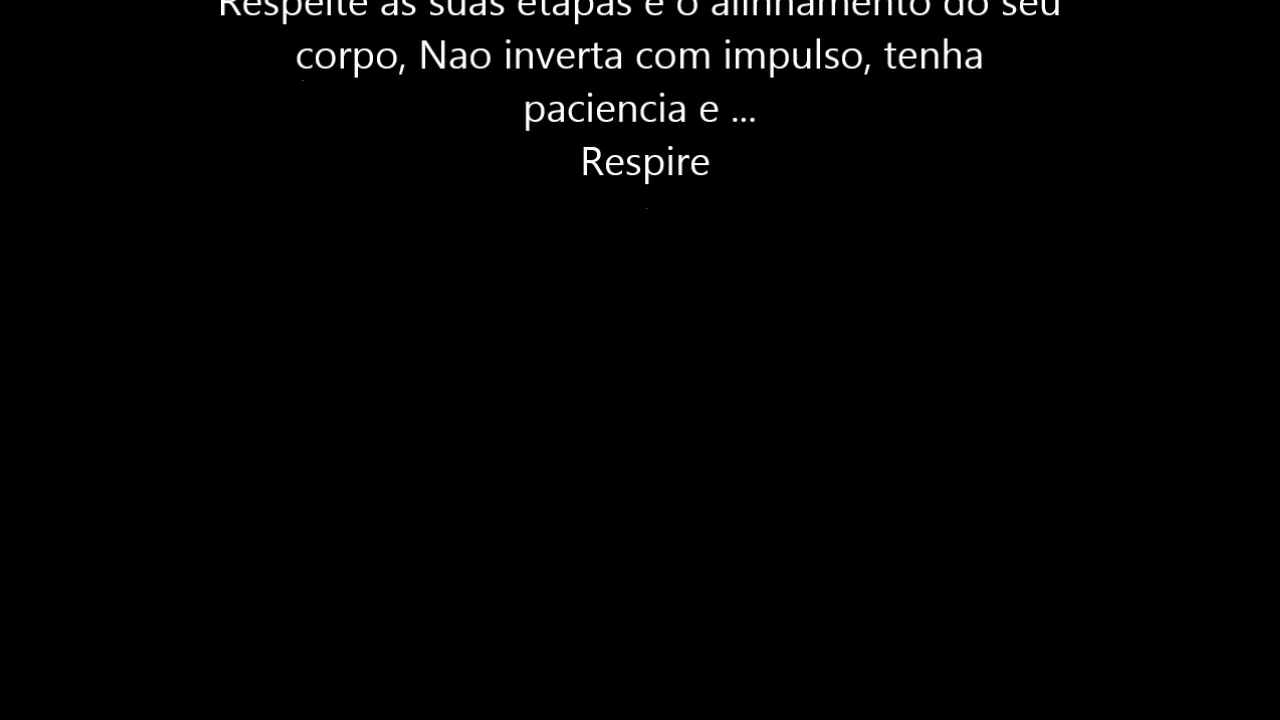 Respeite as suas etapas e o alinhamento do seu
corpo, Nao inverta com impulso, tenha
paciencia e ...
Respire